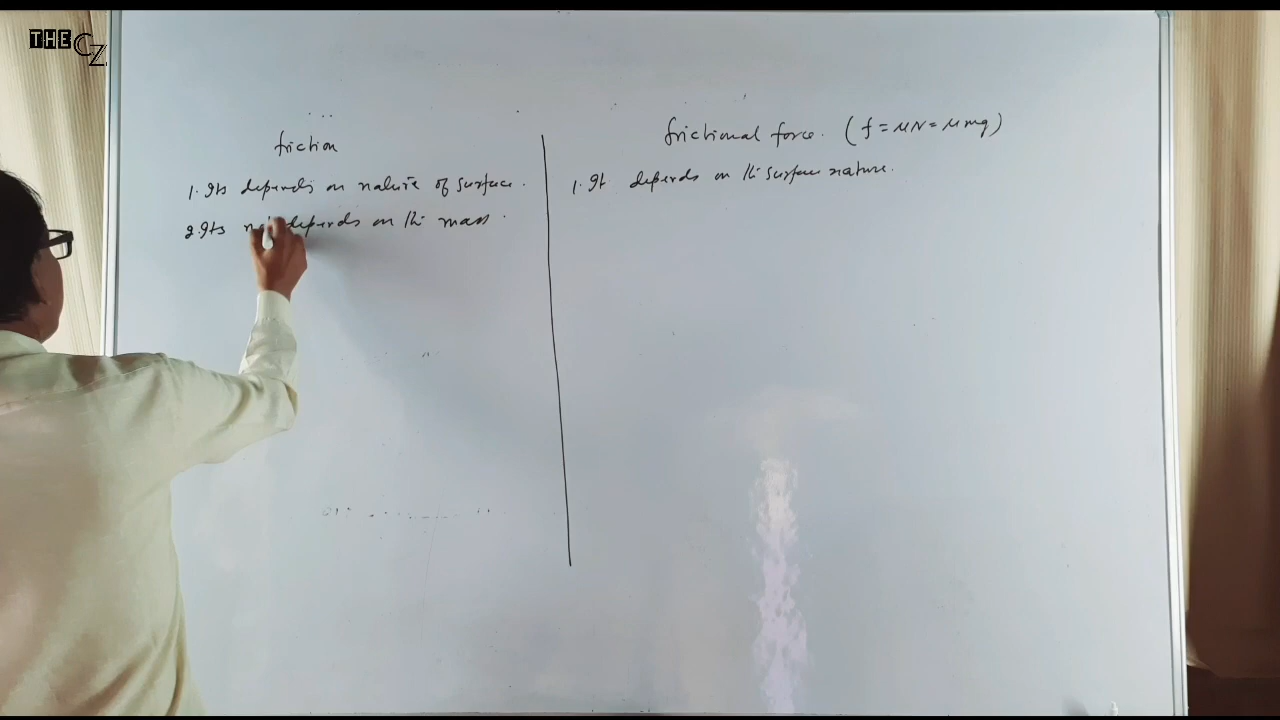 THE CZ
friction
1. Its depends on nature of surface.
2. Its not depends on the mass.
frictional force. (f = μN = μmg)
1. It depends on the surface nature.